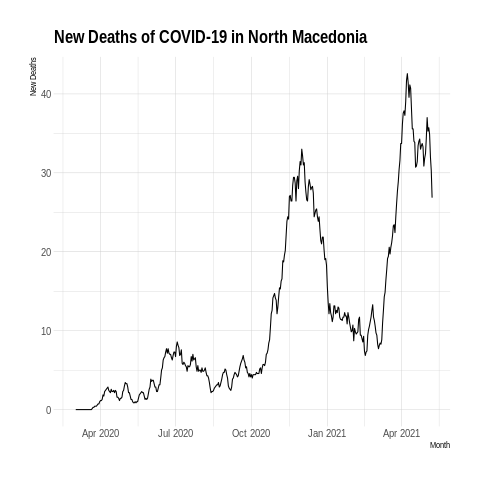 New Deaths of COVID-19 in North Macedonia
New Deaths
40
30
20
10
0
Apr 2020 Jul 2020 Oct 2020 Jan 2021 Apr 2021
Month